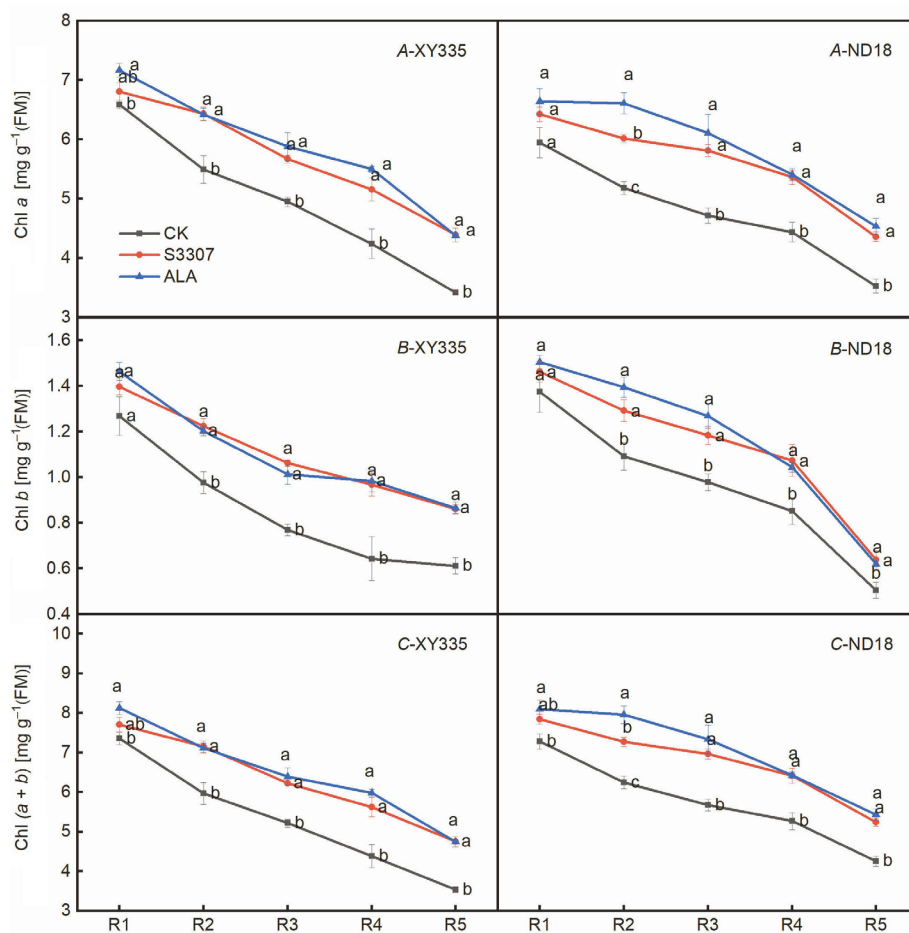 8
7
6
5
4
3
Chl a [mg g⁻¹(FM)]
A-XY335
a
a
ab
b
a
a
b
a
a
b
a
a
b
a
a
b
CK
S3307
ALA
A-ND18
a
a
a
a
b
c
a
a
b
a
a
b
a
a
b
1.6
1.4
1.2
1.0
0.8
0.6
0.4
Chl b [mg g⁻¹(FM)]
B-XY335
aa
a
a
a
b
a
a
b
a
a
b
a
a
b
B-ND18
a
a
a
a
a
b
a
a
b
a
a
b
a
a
b
10
9
8
7
6
5
4
3
Chl (a + b) [mg g⁻¹(FM)]
C-XY335
a
ab
b
a
a
b
a
a
b
a
a
b
a
a
b
C-ND18
a
ab
b
a
b
c
a
a
b
a
a
b
a
a
b
R1 R2 R3 R4 R5
R1 R2 R3 R4 R5